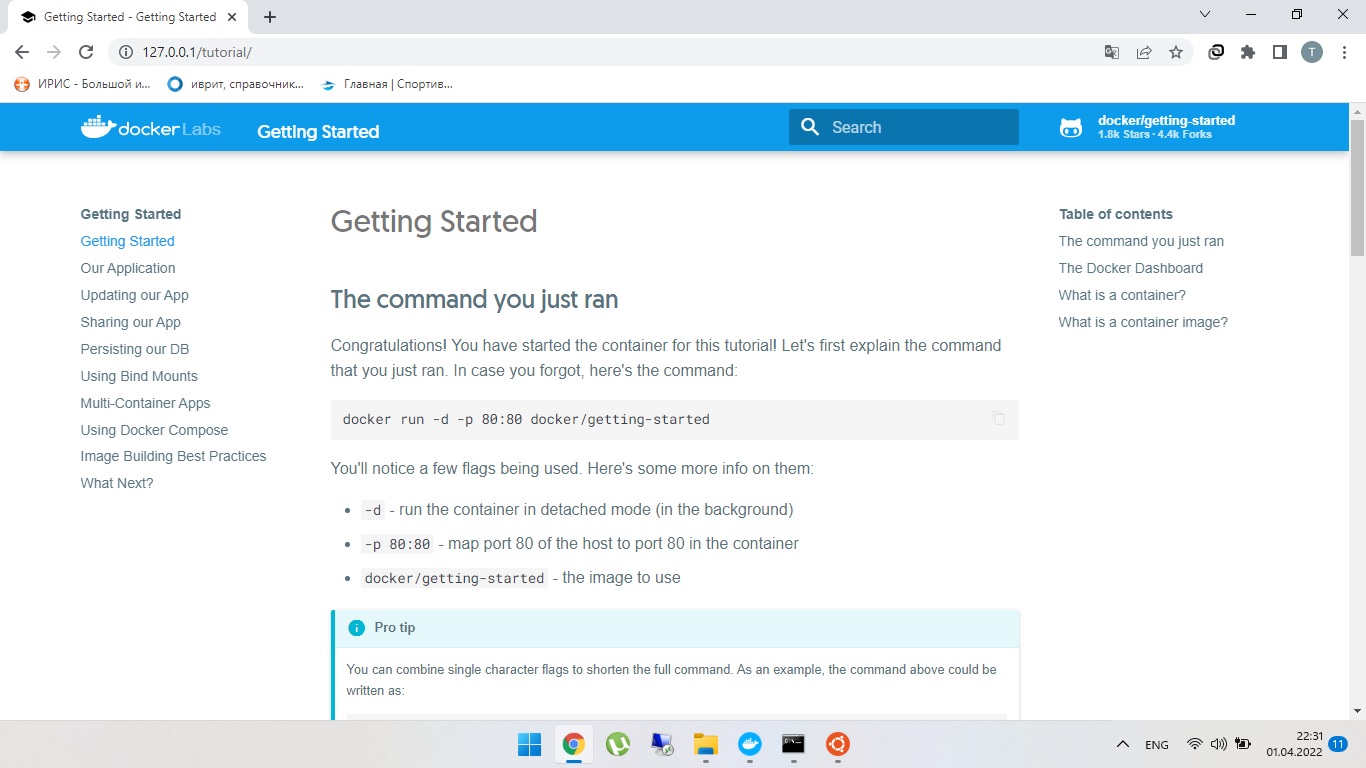 Getting Started - Getting Started
127.0.0.1/tutorial/
T
ИРИС - Большой и...
иврит, справочник...
Главная | Спортив...
docker Labs
Getting Started
Search
docker/getting-started
1.8k Stars · 4.4k Forks
Getting Started
Getting Started
Our Application
Updating our App
Sharing our App
Persisting our DB
Using Bind Mounts
Multi-Container Apps
Using Docker Compose
Image Building Best Practices
What Next?
Getting Started
The command you just ran
Congratulations! You have started the container for this tutorial! Let's first explain the command
that you just ran. In case you forgot, here's the command:
docker run -d -p 80:80 docker/getting-started
You'll notice a few flags being used. Here's some more info on them:
-d - run the container in detached mode (in the background)
-p 80:80 - map port 80 of the host to port 80 in the container
docker/getting-started - the image to use
Pro tip
You can combine single character flags to shorten the full command. As an example, the command above could be
written as:
Table of contents
The command you just ran
The Docker Dashboard
What is a container?
What is a container image?
ENG
22:31
01.04.2022
11